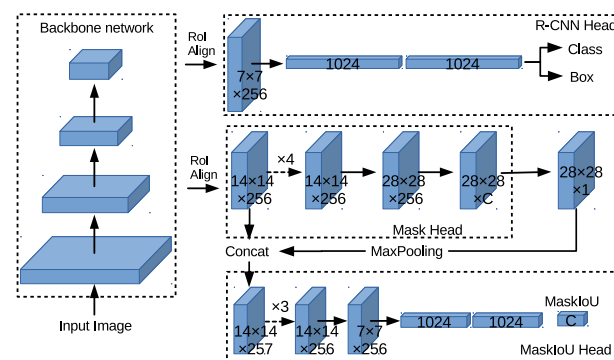 Backbone network
Input Image
RoI
Align
R-CNN Head
7×7
×256
1024
1024
Class
Box
RoI
Align
14×14
×256
×4
14×14
×256
28×28
×256
28×28
×C
28×28
×1
Mask Head
Concat
MaxPooling
14×14
×257
×3
14×14
×256
7×7
×256
1024
1024
MaskIoU
C
MaskIoU Head